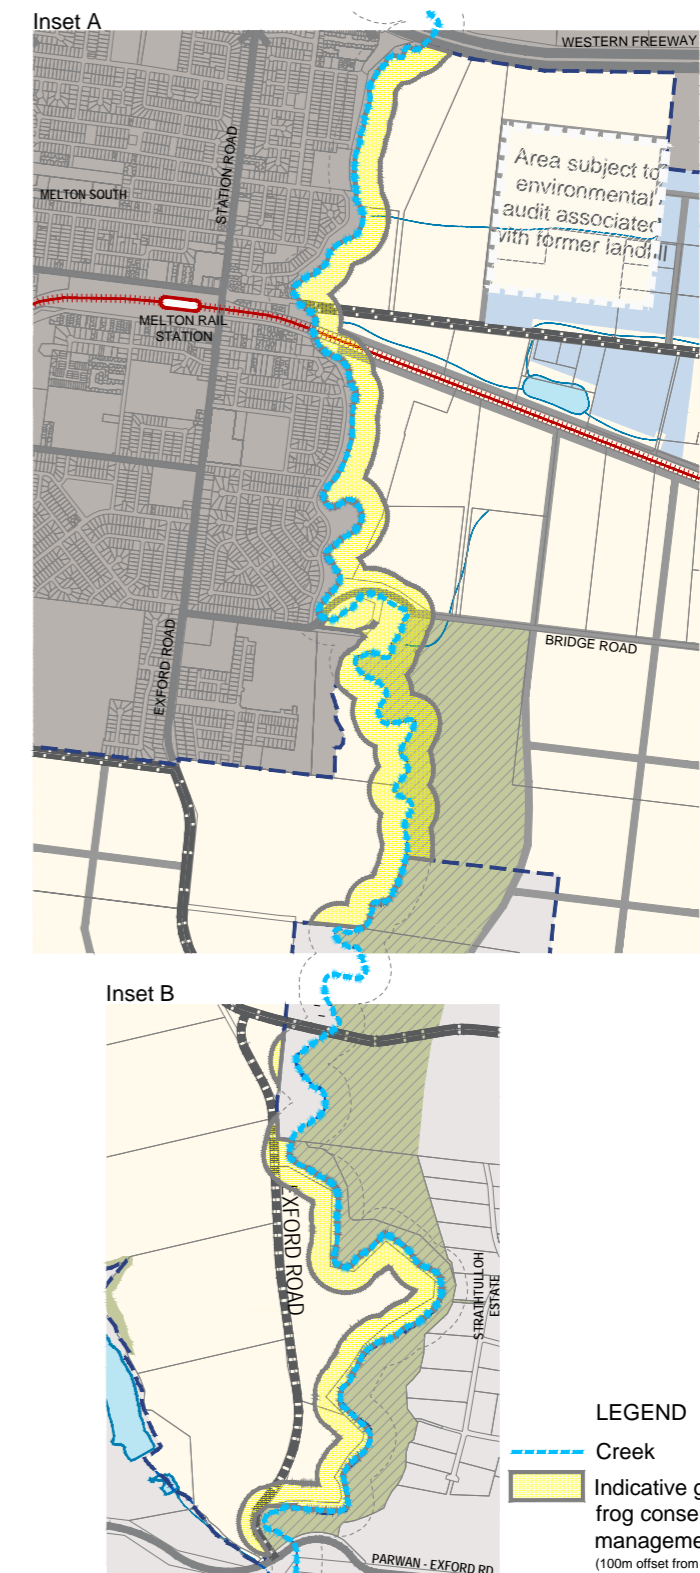 Inset A
WESTERN FREEWAY
STATION ROAD
MELTON SOUTH
Area subject to
environmental
audit associated
with former landfill
MELTON RAIL
STATION
EXFORD ROAD
BRIDGE ROAD
Inset B
EXFORD ROAD
STRATHTULLOH
ESTATE
PARWAN - EXFORD RD
LEGEND
Creek
Indicative g
frog conse
manageme
(100m offset from